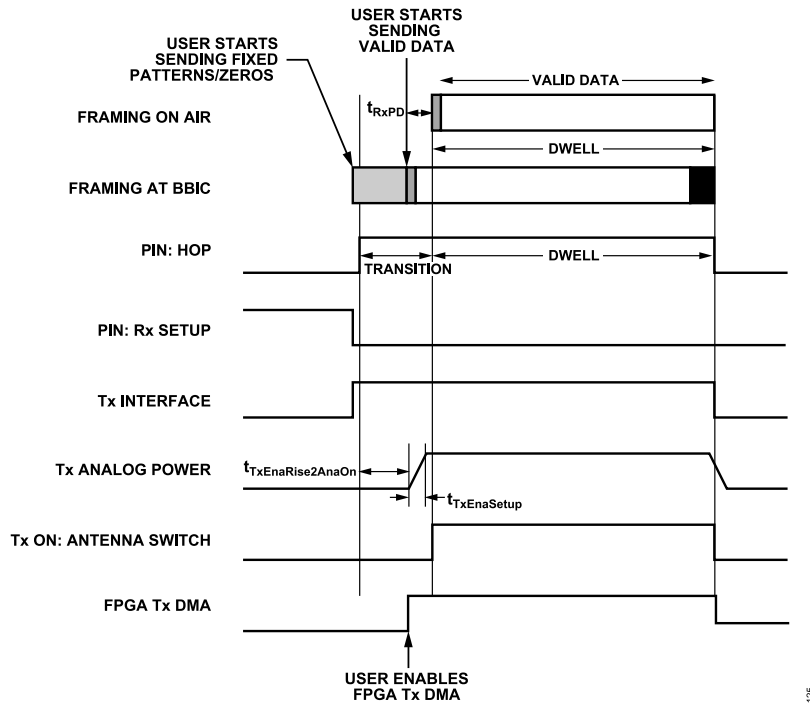 USER STARTS
SENDING
VALID DATA
USER STARTS
SENDING FIXED
PATTERNS/ZEROS
VALID DATA
tRxPD
FRAMING ON AIR
DWELL
FRAMING AT BBIC
PIN: HOP
TRANSITION
DWELL
PIN: Rx SETUP
Tx INTERFACE
Tx ANALOG POWER
tTxEnaRise2AnaOn
tTxEnaSetup
Tx ON: ANTENNA SWITCH
FPGA Tx DMA
USER ENABLES
FPGA Tx DMA